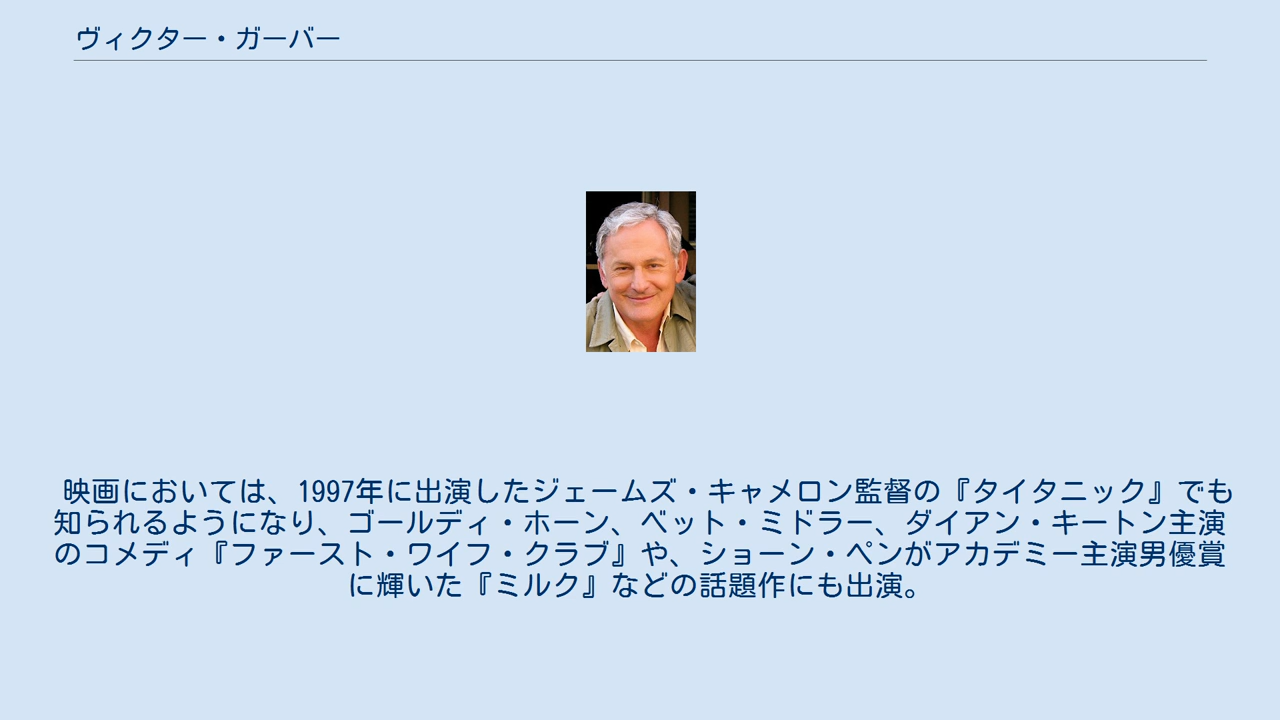 ヴィクター・ガーバー
映画においては、1997年に出演したジェームズ・キャメロン監督の『タイタニック』でも
知られるようになり、ゴールディ・ホーン、ベット・ミドラー、ダイアン・キートン主演
のコメディ『ファースト・ワイフ・クラブ』や、ショーン・ペンがアカデミー主演男優賞
に輝いた『ミルク』などの話題作にも出演。